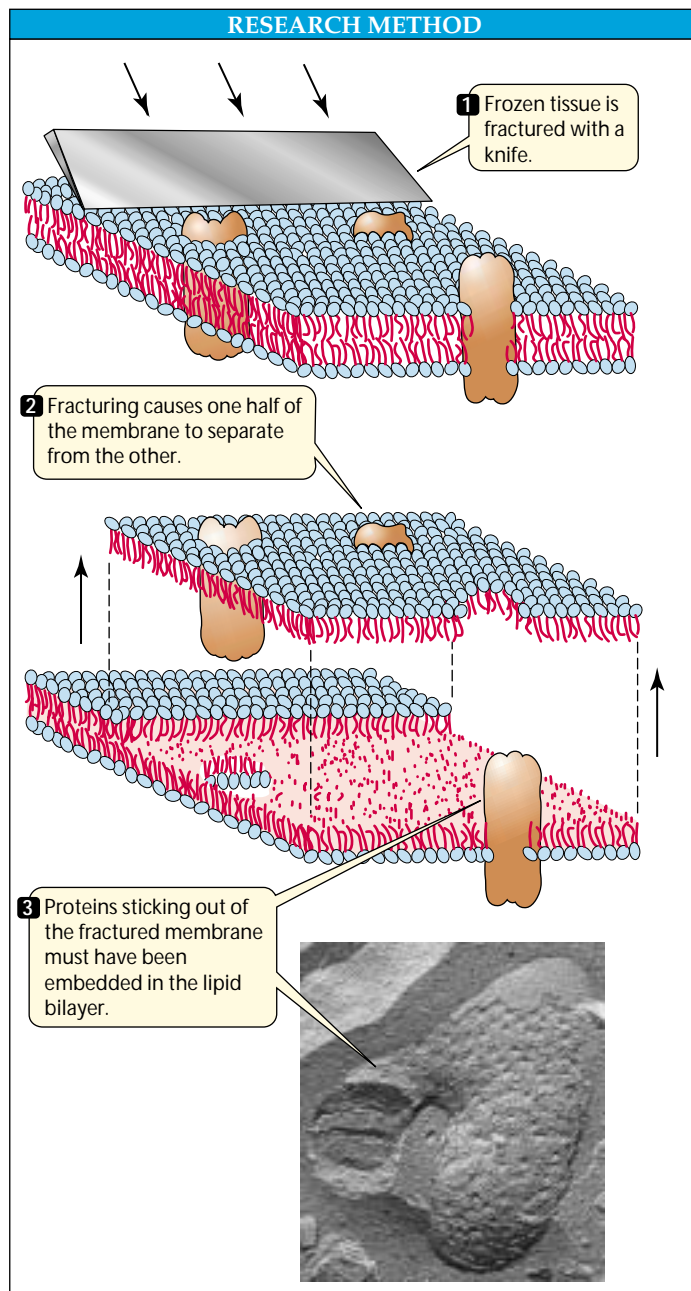 RESEARCH METHOD
1 Frozen tissue is
fractured with a
knife.
2 Fracturing causes one half of
the membrane to separate
from the other.
3 Proteins sticking out of
the fractured membrane
must have been
embedded in the lipid
bilayer.